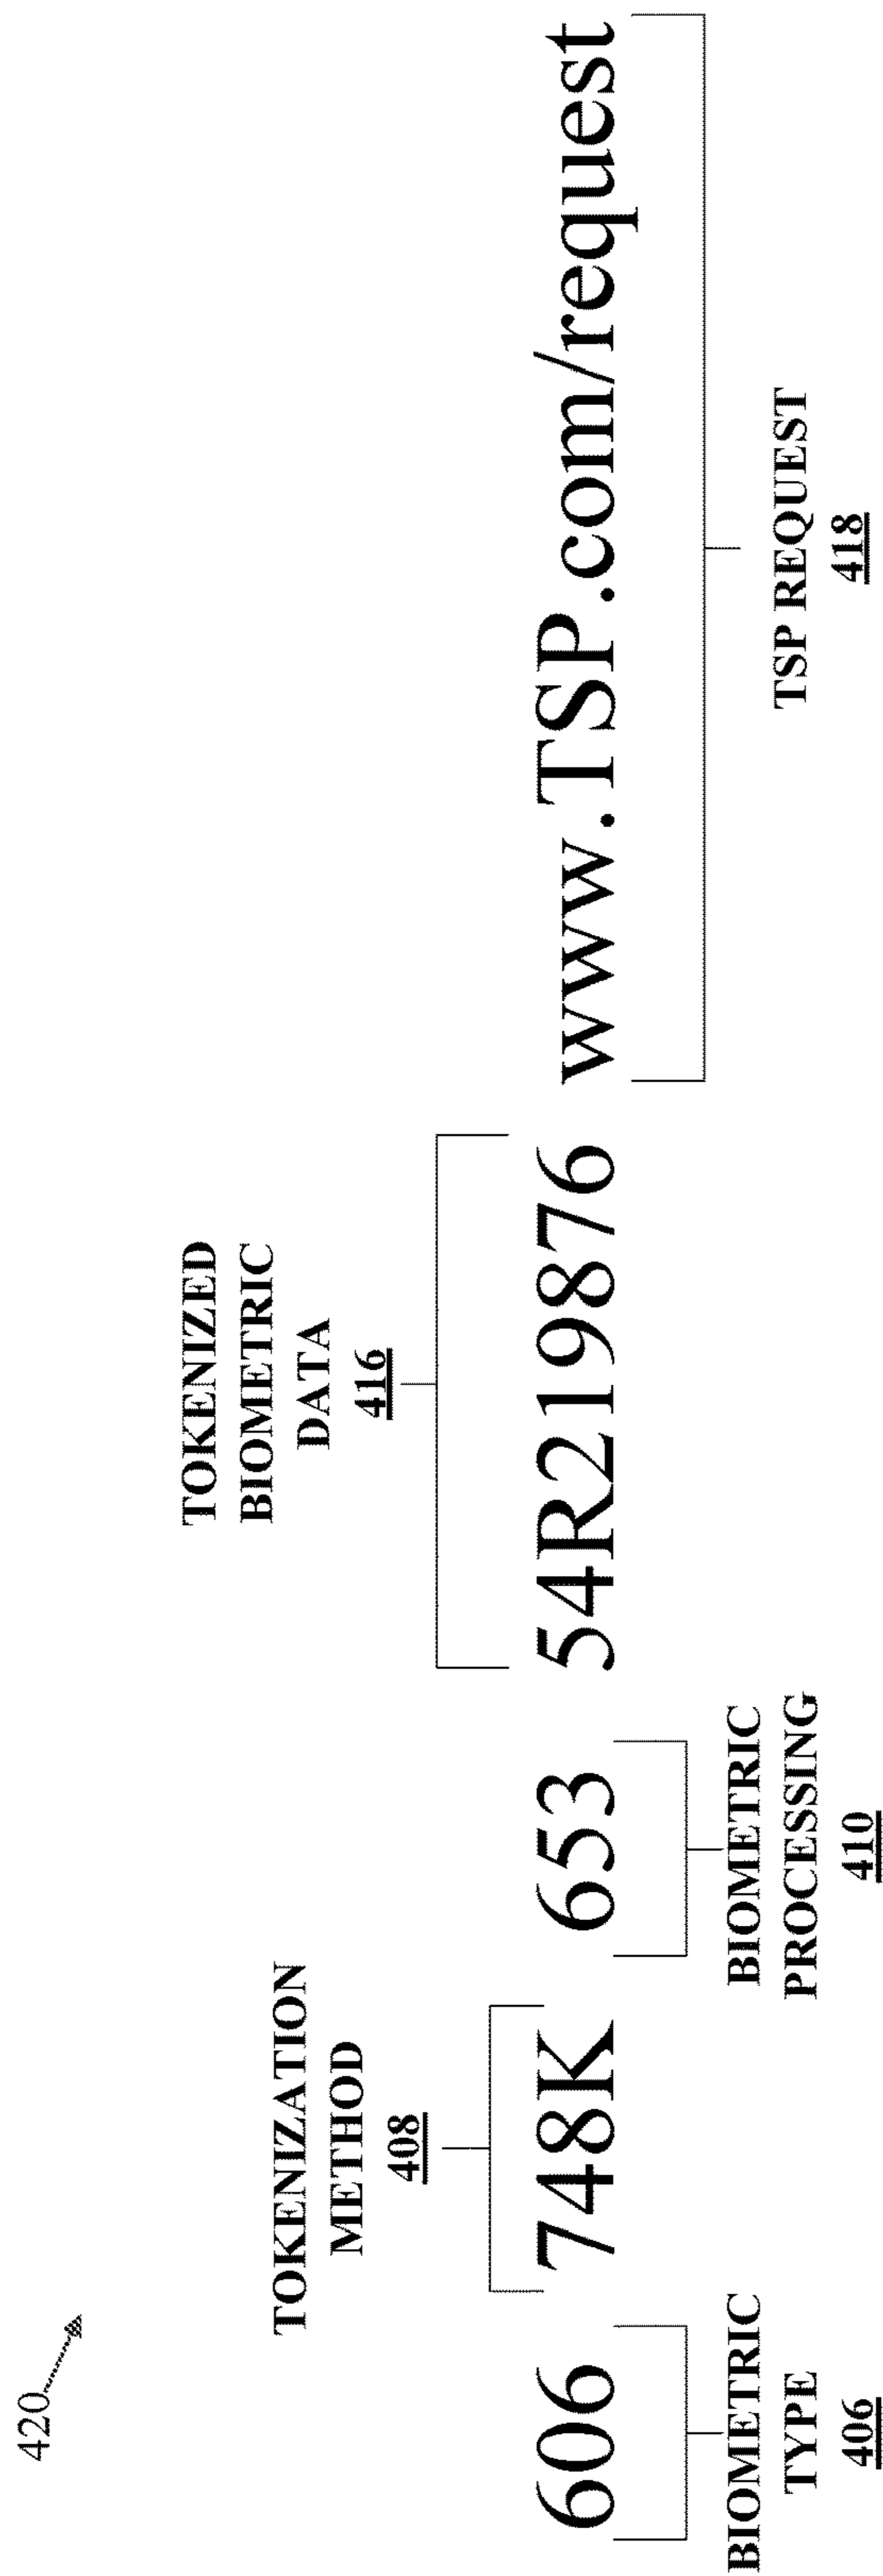 420
TOKENIZATION
METHOD
408
TOKENIZED
BIOMETRIC
DATA
416
606 748K 653 54R219876 www.TSP.com/request
BIOMETRIC
TYPE
406
BIOMETRIC
PROCESSING
410
TSP REQUEST
418